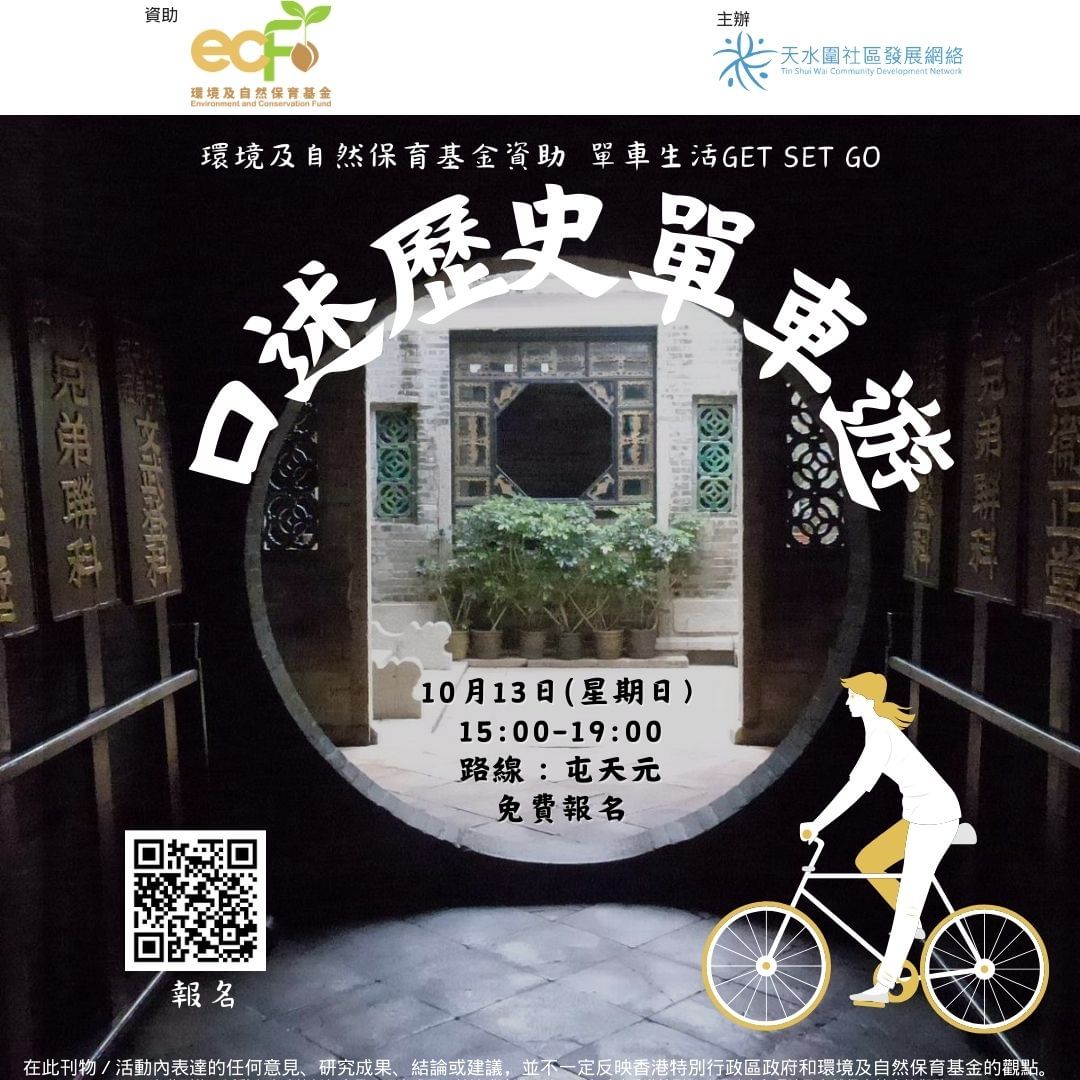 資助
ecf
環境及自然保育基金
Environment and Conservation Fund
主辦
天水圍社區發展網絡
Tin Shui Wai Community Development Network
環境及自然保育基金資助 單車生活GET SET GO
口述歷史單車遊
兄弟聯科
文武登科
元弟聯科
10月13日(星期日)
15:00-19:00
路線：屯天元
免費報名
報名
在此刊物／活動內表達的任何意見、研究成果、結論或建議，並不一定反映香港特別行政區政府和環境及自然保育基金的觀點。